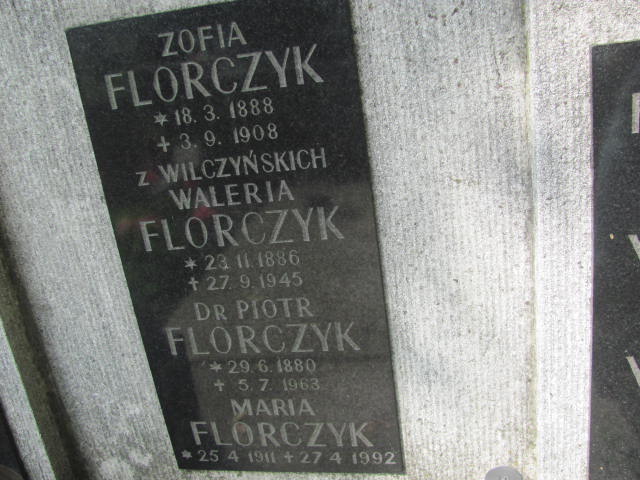 ZOFIA
FLORCZYK
* 18. 3. 1888
+ 3. 9. 1908
Z WILCZYŃSKICH
WALERIA
FLORCZYK
* 23. 11. 1886
+ 27. 9. 1945
DR PIOTR
FLORCZYK
* 29. 6. 1880
+ 5. 7. 1963
MARIA
FLORCZYK
* 25 4 1911 + 27 4 1992